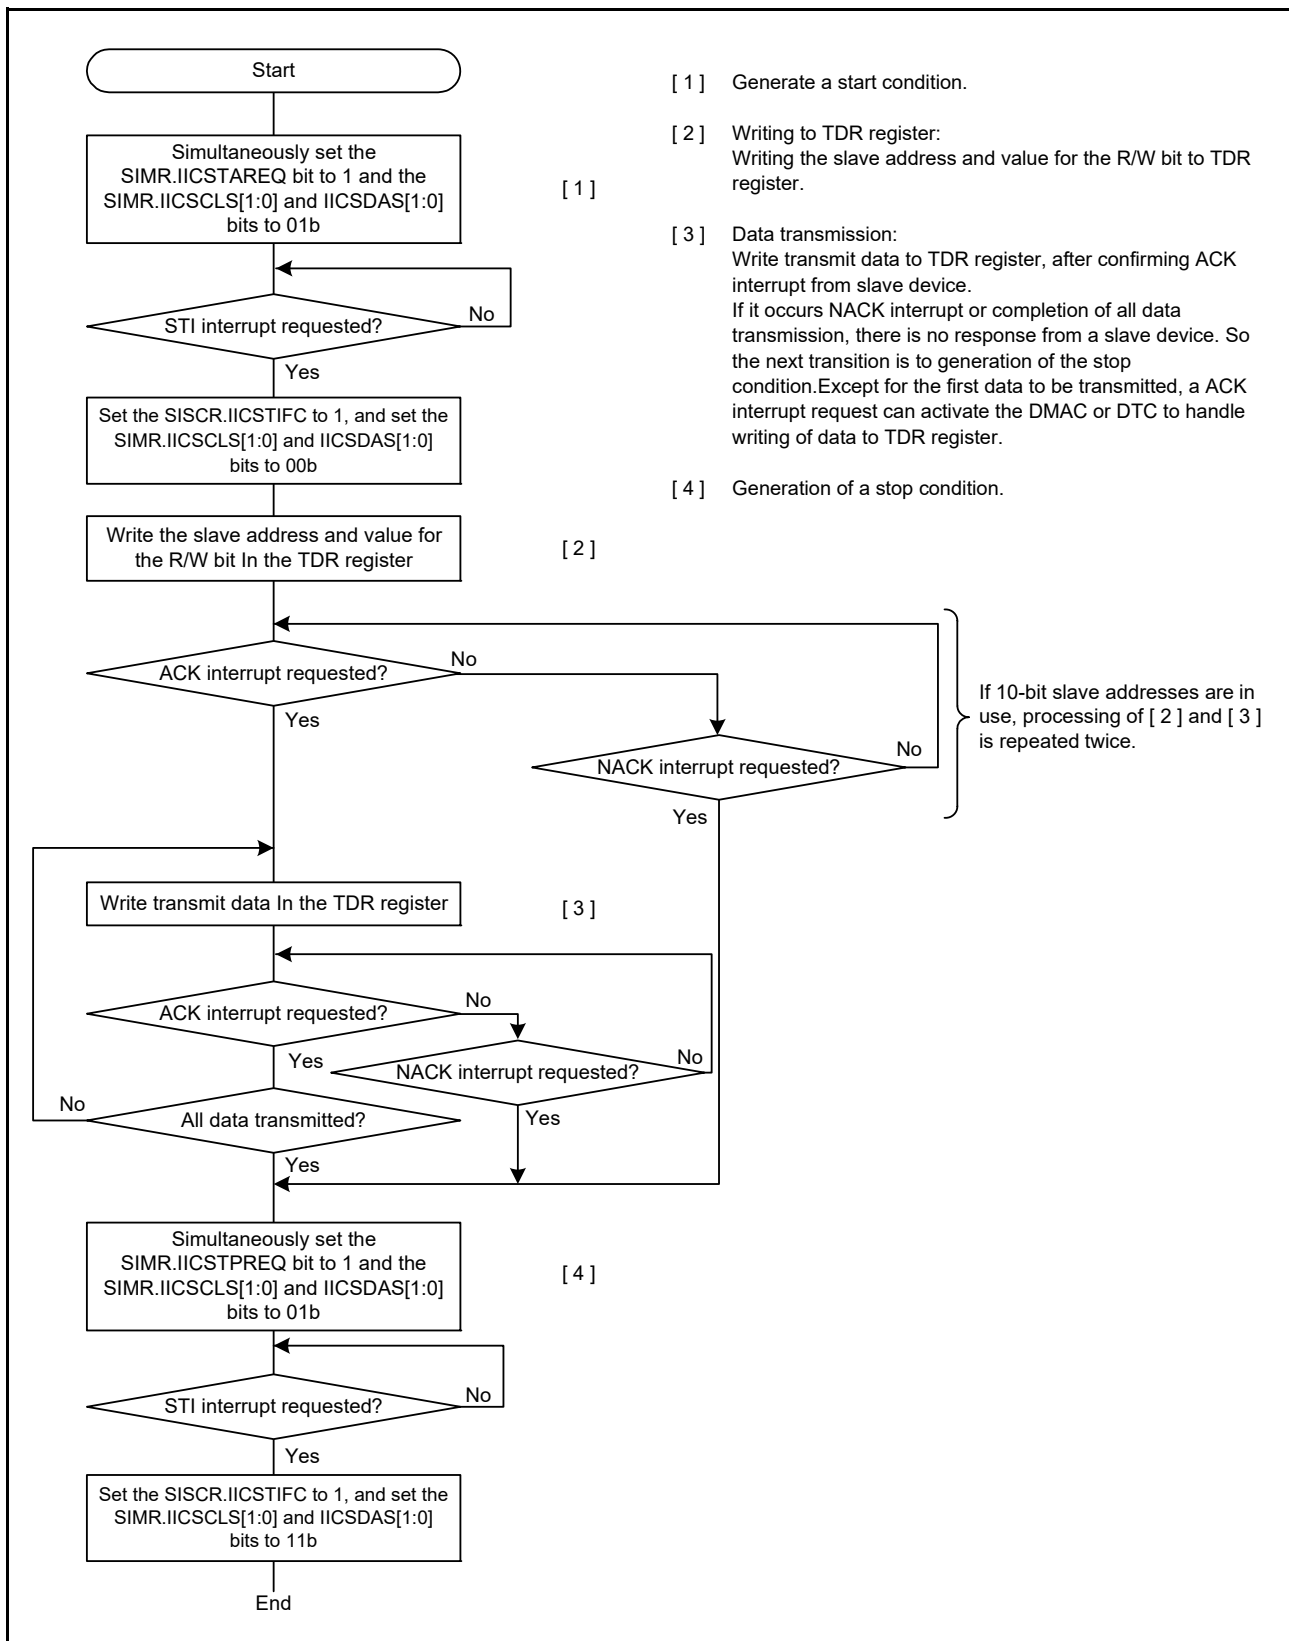 Start
Simultaneously set the
SIMR.IICSTAREQ bit to 1 and the
SIMR.IICSCLS[1:0] and IICSDAS[1:0]
bits to 01b
[ 1 ]
STI interrupt requested?
No
Yes
Set the SISCR.IICSTIFC to 1, and set the
SIMR.IICSCLS[1:0] and IICSDAS[1:0]
bits to 00b
Write the slave address and value for
the R/W bit In the TDR register
[ 2 ]
ACK interrupt requested?
No
Yes
NACK interrupt requested?
No
Yes
If 10-bit slave addresses are in
use, processing of [ 2 ] and [ 3 ]
is repeated twice.
Write transmit data In the TDR register
[ 3 ]
ACK interrupt requested?
No
Yes
NACK interrupt requested?
No
Yes
All data transmitted?
No
Yes
Simultaneously set the
SIMR.IICSTPREQ bit to 1 and the
SIMR.IICSCLS[1:0] and IICSDAS[1:0]
bits to 01b
[ 4 ]
STI interrupt requested?
No
Yes
Set the SISCR.IICSTIFC to 1, and set the
SIMR.IICSCLS[1:0] and IICSDAS[1:0]
bits to 11b
End
[ 1 ] Generate a start condition.
[ 2 ] Writing to TDR register:
Writing the slave address and value for the R/W bit to TDR
register.
[ 3 ] Data transmission:
Write transmit data to TDR register, after confirming ACK
interrupt from slave device.
If it occurs NACK interrupt or completion of all data
transmission, there is no response from a slave device. So
the next transition is to generation of the stop
condition.Except for the first data to be transmitted, a ACK
interrupt request can activate the DMAC or DTC to handle
writing of data to TDR register.
[ 4 ] Generation of a stop condition.